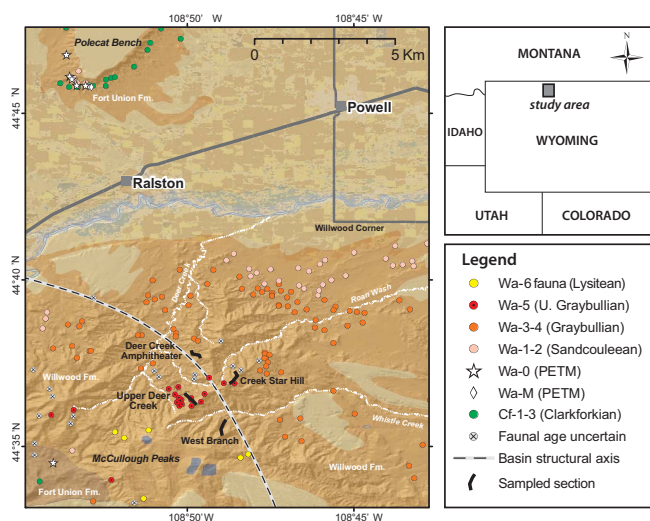 108°50' W
108°45' W
Polecat Bench
0
5 Km
Fort Union Fm.
44°45' N
Powell
Ralston
Willwood Corner
44°40' N
Deer Creek
Roan Wash
Deer Creek
Amphitheater
Willwood Fm.
Creek Star Hill
Upper Deer
Creek
Whistle Creek
West Branch
44°35' N
McCullough Peaks
Willwood Fm.
Fort Union Fm.
108°50' W
108°45' W
MONTANA
N
study area
IDAHO
WYOMING
UTAH
COLORADO
Legend
Wa-6 fauna (Lysitean)
Wa-5 (U. Graybullian)
Wa-3-4 (Graybullian)
Wa-1-2 (Sandcouleean)
Wa-0 (PETM)
Wa-M (PETM)
Cf-1-3 (Clarkforkian)
Faunal age uncertain
Basin structural axis
Sampled section